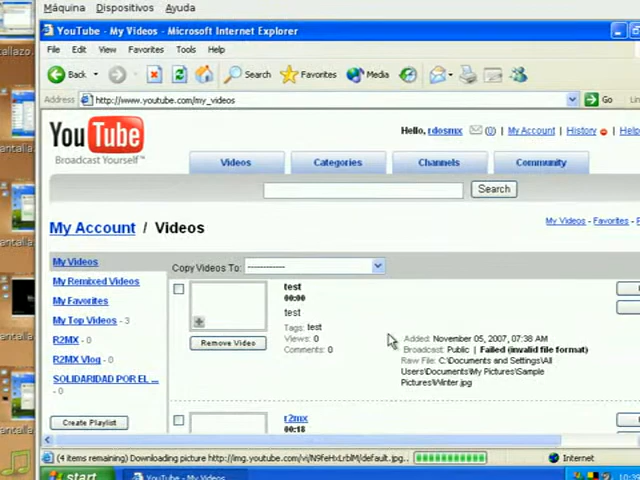 Máquina Dispositivos Ayuda
YouTube - My Videos - Microsoft Internet Explorer
File Edit View Favorites Tools Help
Back Search Favorites Media
Address http://www.youtube.com/my_videos Go
YouTube
Broadcast Yourself™
Hello, rdosmx (0) My Account History Help
Videos Categories Channels Community
Search
My Account / Videos
My Videos - Favorites -
My Videos
Copy Videos To: ------------
My Remixed Videos
My Favorites
My Top Videos - 3
R2MX - 0
R2MX Vlog - 0
SOLIDARIDAD POR EL ...
- 0
Create Playlist
test
00:00
test
Tags: test
Views: 0
Comments: 0
Remove Video
Added: November 05, 2007, 07:38 AM
Broadcast: Public | Failed (invalid file format)
Raw File: C:\Documents and Settings\All
Users\Documents\My Pictures\Sample
Pictures\Winter.jpg
r2mx
00:18
(4 items remaining) Downloading picture http://img.youtube.com/vi/N9feHxLrblM/default.jpg...
Internet
start YouTube - My Videos